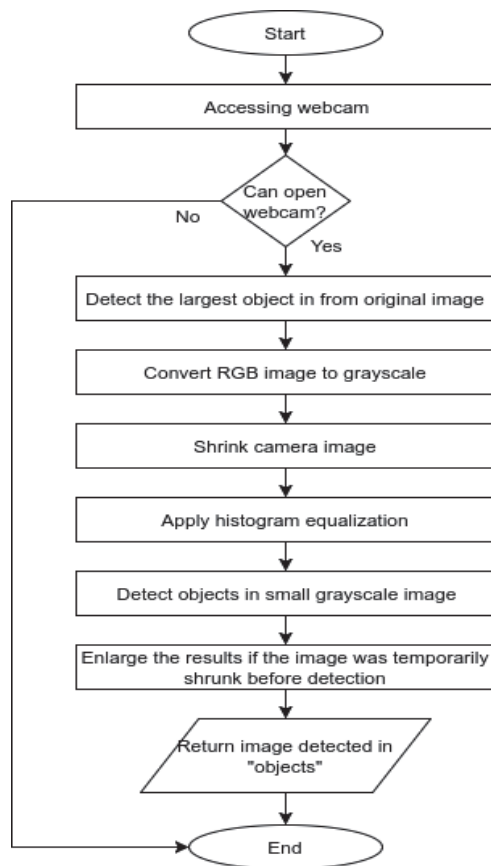 Start
Accessing webcam
Can open
webcam?
No
Yes
Detect the largest object in from original image
Convert RGB image to grayscale
Shrink camera image
Apply histogram equalization
Detect objects in small grayscale image
Enlarge the results if the image was temporarily
shrunk before detection
Return image detected in
"objects"
End